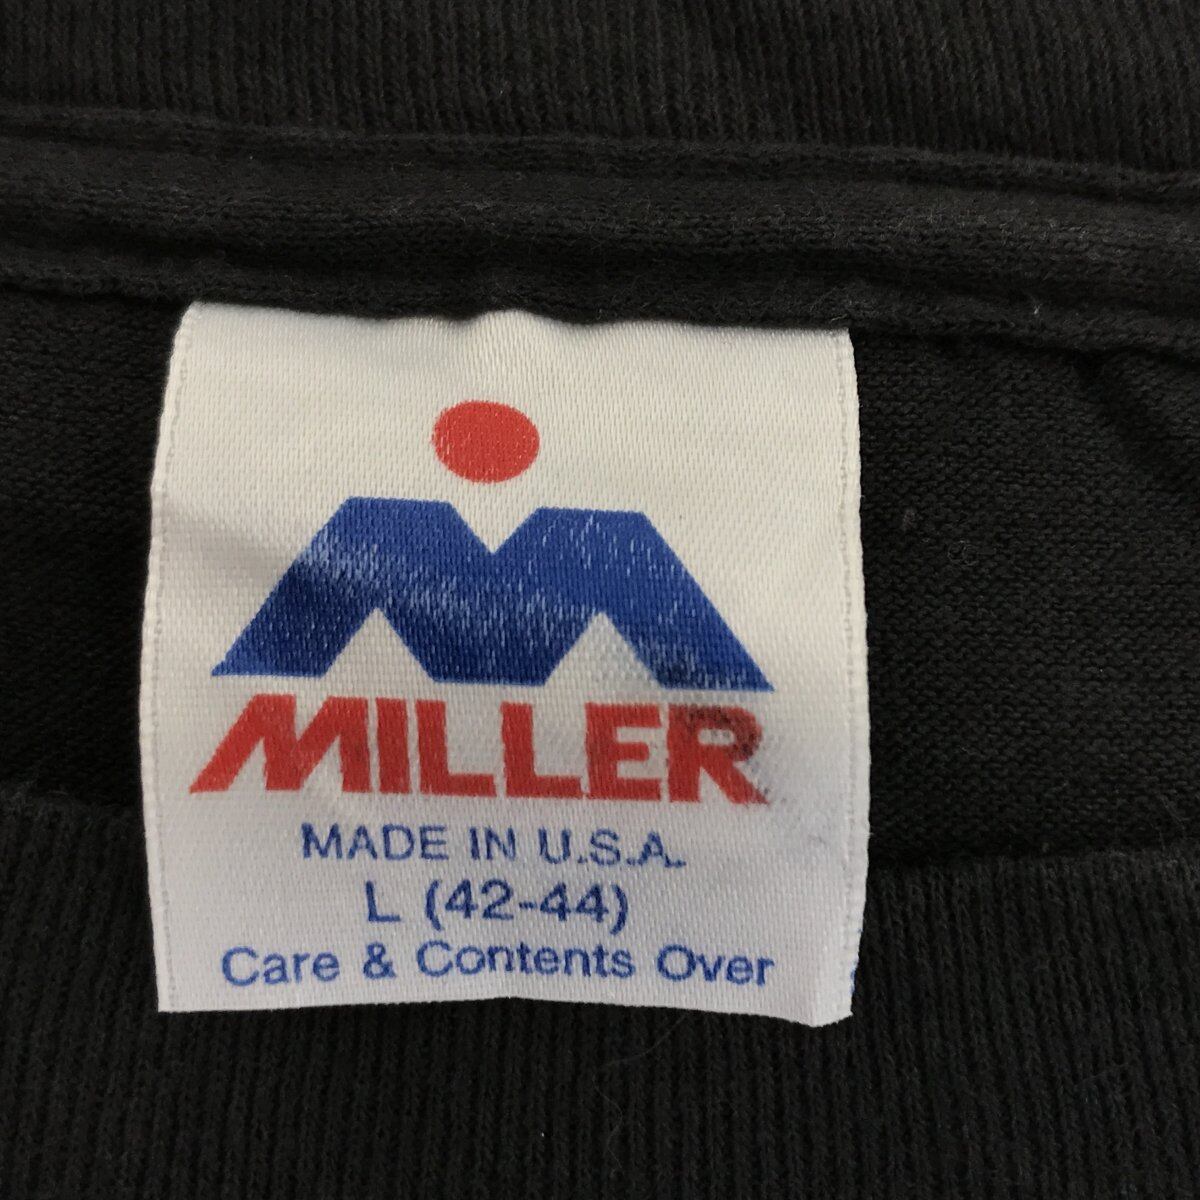 MILLER
MADE IN U.S.A.
L (42-44)
Care & Contents Over